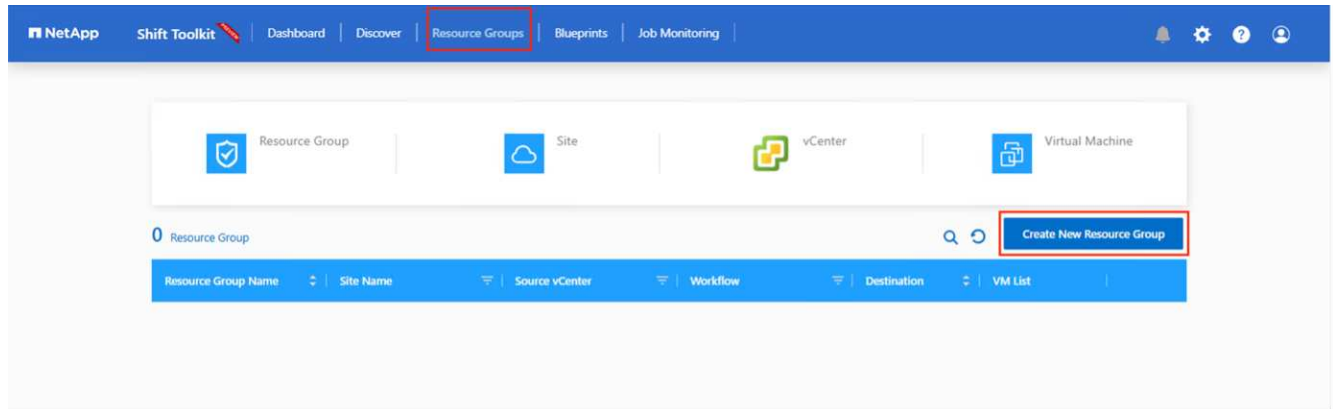 NetApp Shift Toolkit Dashboard Discover Resource Groups Blueprints Job Monitoring
Resource Group Site vCenter Virtual Machine
0 Resource Group Create New Resource Group
Resource Group Name Site Name Source vCenter Workflow Destination VM List